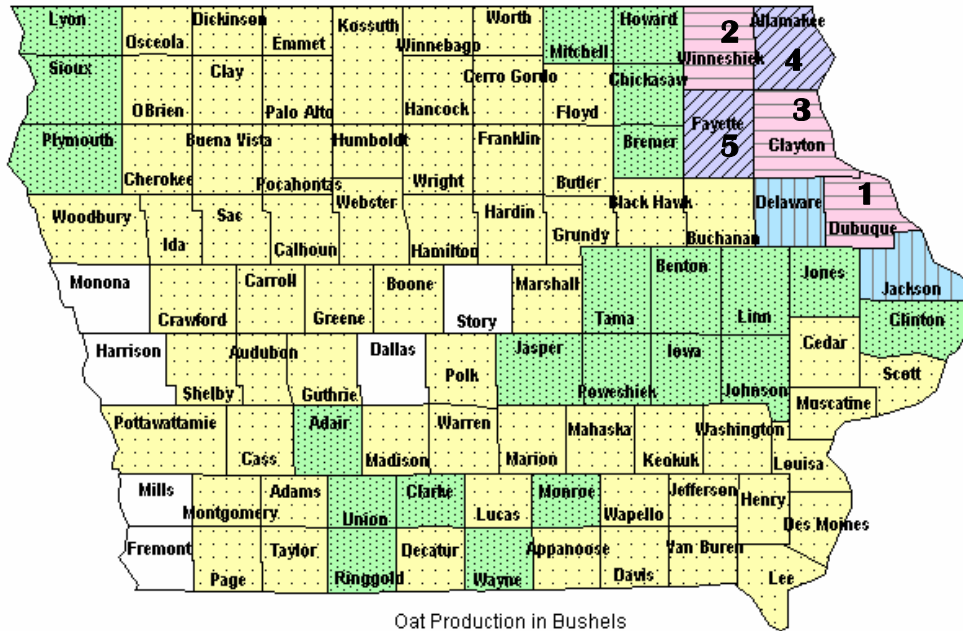 Lyon Osceola Dickinson Emmet Kossuth Winnebago Worth Mitchell Howard 2 Winneshiek Allamakee 4
Sioux OBrien Clay Palo Alto Hancock Cerro Gordo Floyd Chickasaw 3 Clayton
Plymouth Cherokee Buena Vista Pocahontas Humboldt Wright Franklin Butler Bremer Fayette 5
Woodbury Ida Sac Calhoun Webster Hamilton Hardin Grundy Black Hawk Buchanan Delaware 1 Dubuque
Monona Crawford Carroll Greene Boone Story Marshall Tama Benton Linn Jones Jackson
Harrison Shelby Audubon Guthrie Dallas Polk Jasper Poweshiek Iowa Johnson Cedar Clinton
Scott
Muscatine
Pottawattamie Cass Adair Madison Warren Marion Mahaska Keokuk Washington Louisa
Mills Montgomery Adams Union Clarke Lucas Monroe Wapello Jefferson Henry Des Moines
Fremont Page Taylor Ringgold Decatur Wayne Appanoose Davis Van Buren Lee
Oat Production in Bushels